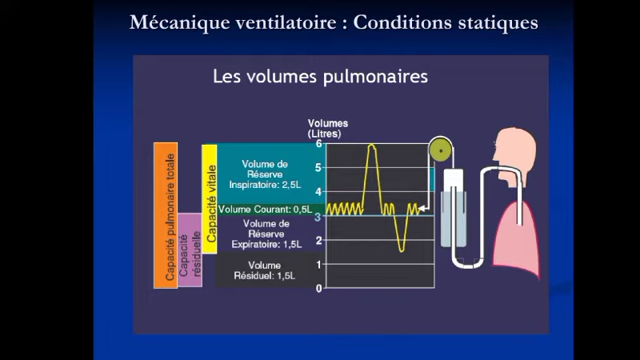 Mécanique ventilatoire : Conditions statiques
Les volumes pulmonaires
Volumes
(Litres)
Capacité pulmonaire totale
Capacité
résiduelle
Capacité vitale
Volume de
Réserve
Inspiratoire: 2,5L
Volume Courant: 0,5L
Volume de
Réserve
Expiratoire: 1,5L
Volume
Résiduel: 1,5L
6
5
4
3
2
1
0